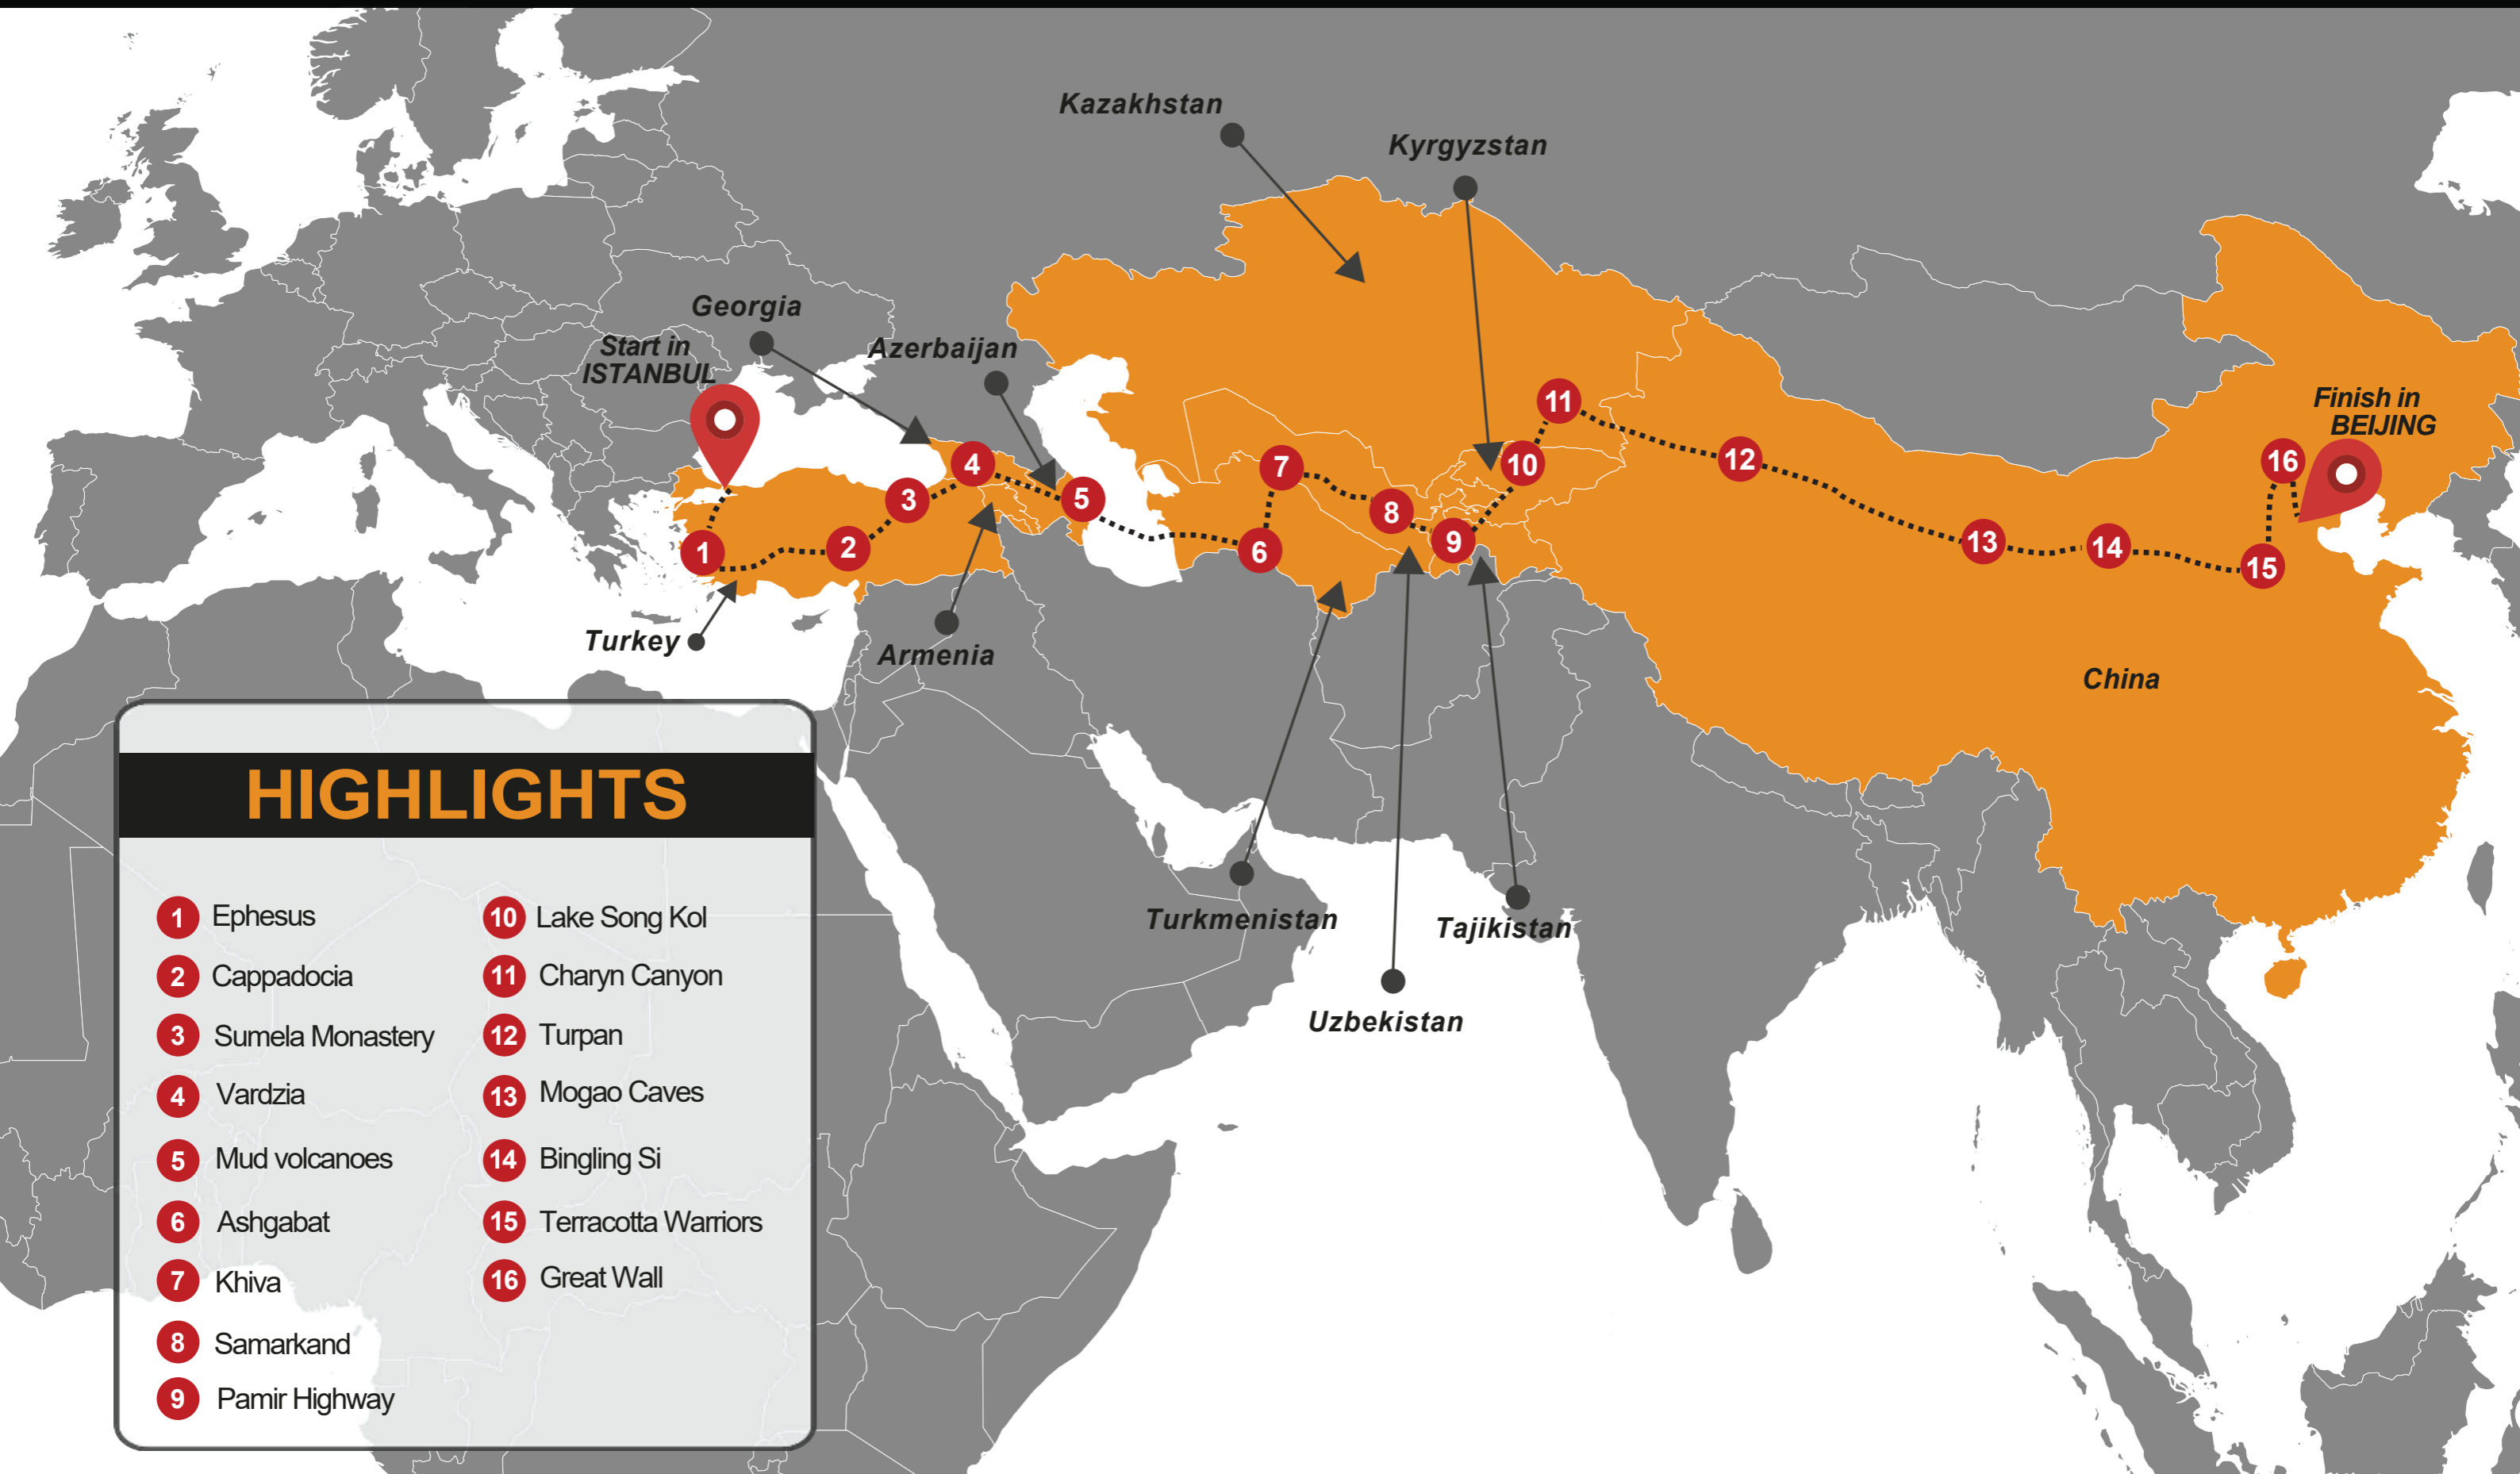 Kazakhstan
Kyrgyzstan
Georgia
Azerbaijan
Start in
ISTANBUL
Finish in
BEIJING
11
4
7
10
12
16
3
5
8
1
2
6
9
13
14
15
Turkey
Armenia
China
Turkmenistan
Tajikistan
Uzbekistan
HIGHLIGHTS
1 Ephesus
2 Cappadocia
3 Sumela Monastery
4 Vardzia
5 Mud volcanoes
6 Ashgabat
7 Khiva
8 Samarkand
9 Pamir Highway
10 Lake Song Kol
11 Charyn Canyon
12 Turpan
13 Mogao Caves
14 Bingling Si
15 Terracotta Warriors
16 Great Wall